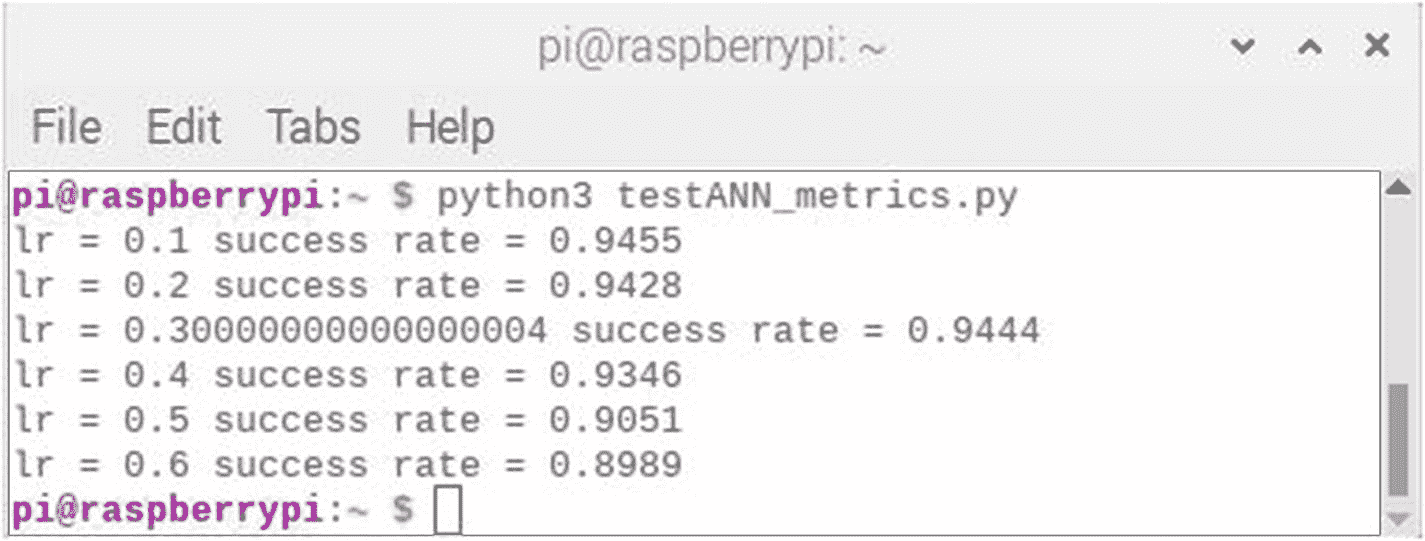 pi@raspberrypi: ~
File Edit Tabs Help
pi@raspberrypi:~ $ python3 testANN_metrics.py
lr = 0.1 success rate = 0.9455
lr = 0.2 success rate = 0.9428
lr = 0.30000000000000004 success rate = 0.9444
lr = 0.4 success rate = 0.9346
lr = 0.5 success rate = 0.9051
lr = 0.6 success rate = 0.8989
pi@raspberrypi:~ $